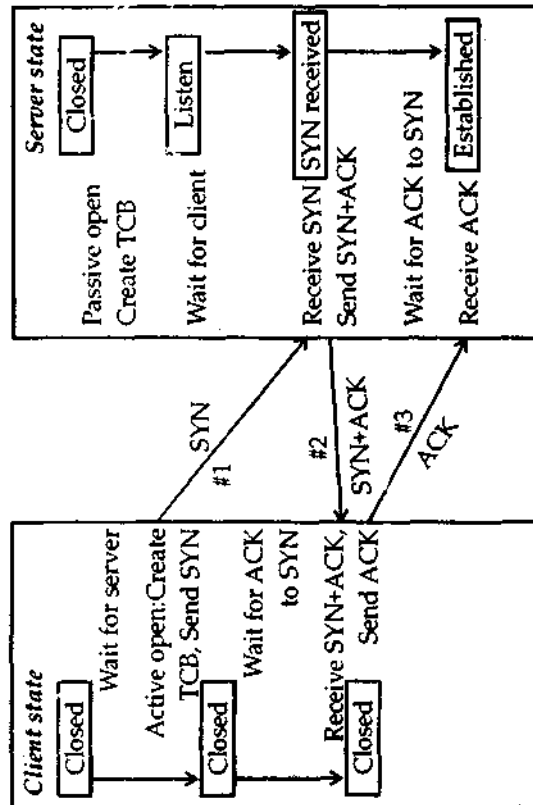 Client state
Closed
Wait for server
Active open:Create
TCB, Send SYN
Closed
Wait for ACK
to SYN
Receive SYN+ACK,
Send ACK
Closed
SYN
#1
#2
SYN+ACK
#3
ACK
Server state
Passive open
Create TCB
Closed
Wait for client
Listen
Receive SYN
Send SYN+ACK
SYN received
Wait for ACK to SYN
Receive ACK
Established